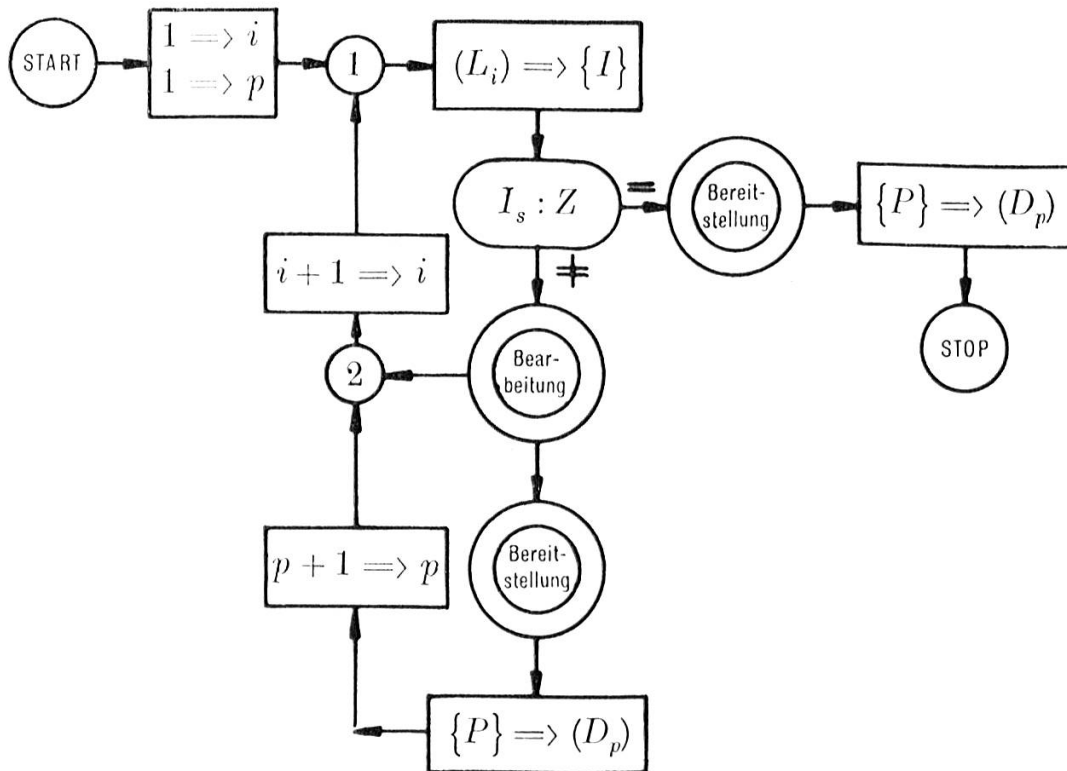 START
1 => i
1 => p
1
(L_i) => {I}
I_s : Z
=
Bereit-
stellung
{P} => (D_p)
≠
i + 1 => i
STOP
2
Bear-
beitung
p + 1 => p
Bereit-
stellung
{P} => (D_p)